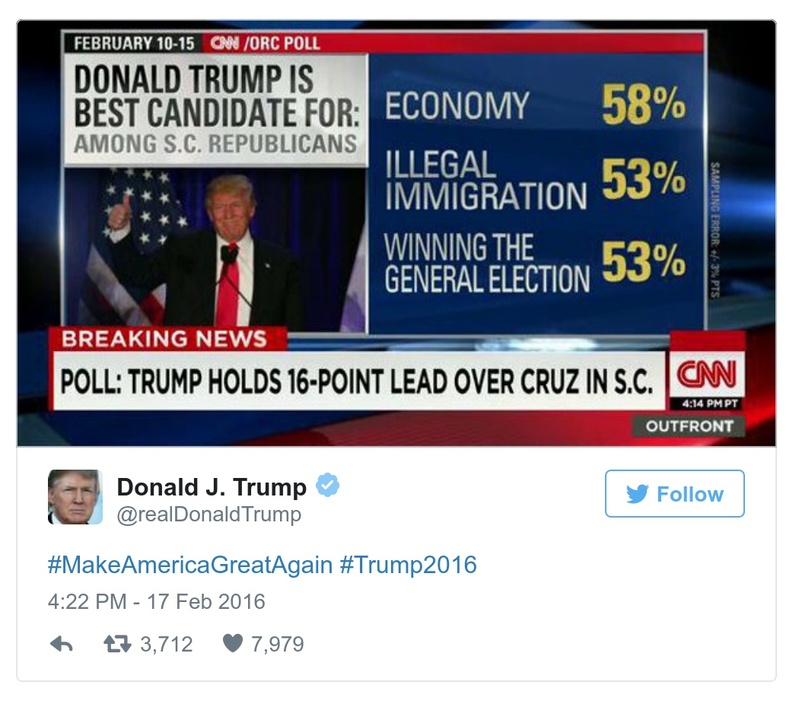 FEBRUARY 10-15 CNN /ORC POLL
DONALD TRUMP IS
BEST CANDIDATE FOR:
AMONG S.C. REPUBLICANS
ECONOMY 58%
ILLEGAL
IMMIGRATION 53%
WINNING THE
GENERAL ELECTION 53%
SAMPLING ERROR: +/- 3% PTS
BREAKING NEWS
POLL: TRUMP HOLDS 16-POINT LEAD OVER CRUZ IN S.C.
CNN
4:14 PM PT
OUTFRONT
Donald J. Trump
@realDonaldTrump
Follow
#MakeAmericaGreatAgain #Trump2016
4:22 PM - 17 Feb 2016
3,712 7,979